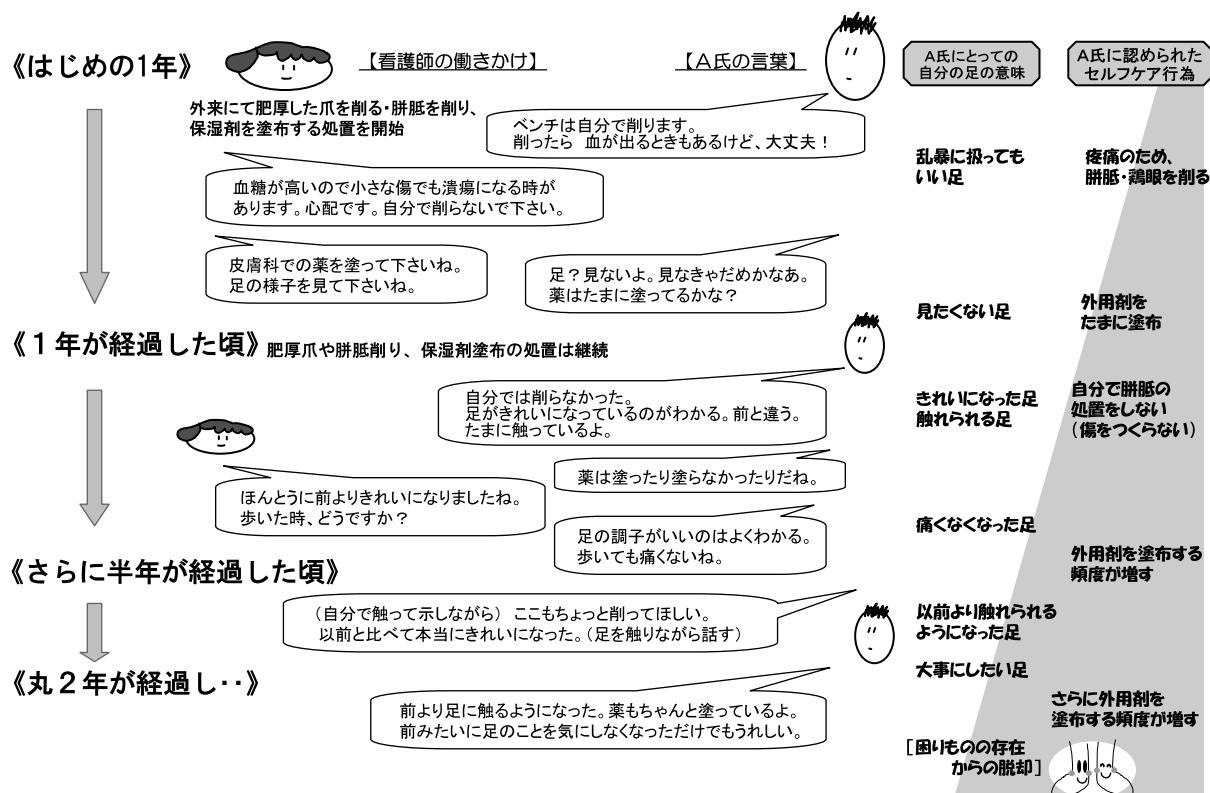 《はじめの1年》
【看護師の働きかけ】
【A氏の言葉】
A氏にとっての
自分の足の意味
A氏に認められた
セルフケア行為
外来にて肥厚した爪を削る・胼胝を削り、
保湿剤を塗布する処置を開始
ベンチは自分で削ります。
削ったら 血が出るときもあるけど、大丈夫！
乱暴に扱っても
いい足
疼痛のため、
胼胝・鶏眼を削る
血糖が高いので小さな傷でも潰瘍になる時が
あります。心配です。自分で削らないで下さい。
皮膚科での薬を塗って下さいね。
足の様子を見て下さいね。
足？見ないよ。見なきゃだめかなあ。
薬はたまに塗ってるかな？
見たくない足
外用剤を
たまに塗布
《１年が経過した頃》
肥厚爪や胼胝削り、保湿剤塗布の処置は継続
自分では削らなかった。
足がきれいになっているのがわかる。前と違う。
たまに触っているよ。
きれいになった足
触れられる足
自分で胼胝の
処置をしない
（傷をつくらない）
薬は塗ったり塗らなかったりだね。
ほんとうに前よりきれいになりましたね。
歩いた時、どうですか？
足の調子がいいのはよくわかる。
歩いても痛くないね。
痛くなくなった足
外用剤を塗布する
頻度が増す
《さらに半年が経過した頃》
（自分で触って示しながら） ここもちょっと削ってほしい。
以前と比べて本当にきれいになった。（足を触りながら話す）
以前より触れられる
ようになった足
大事にしたい足
《丸２年が経過し‥》
前より足に触るようになった。薬もちゃんと塗っているよ。
前みたいに足のことを気にしなくなっただけでもうれしい。
さらに外用剤を
塗布する頻度が増す
［困りものの存在
からの脱却］